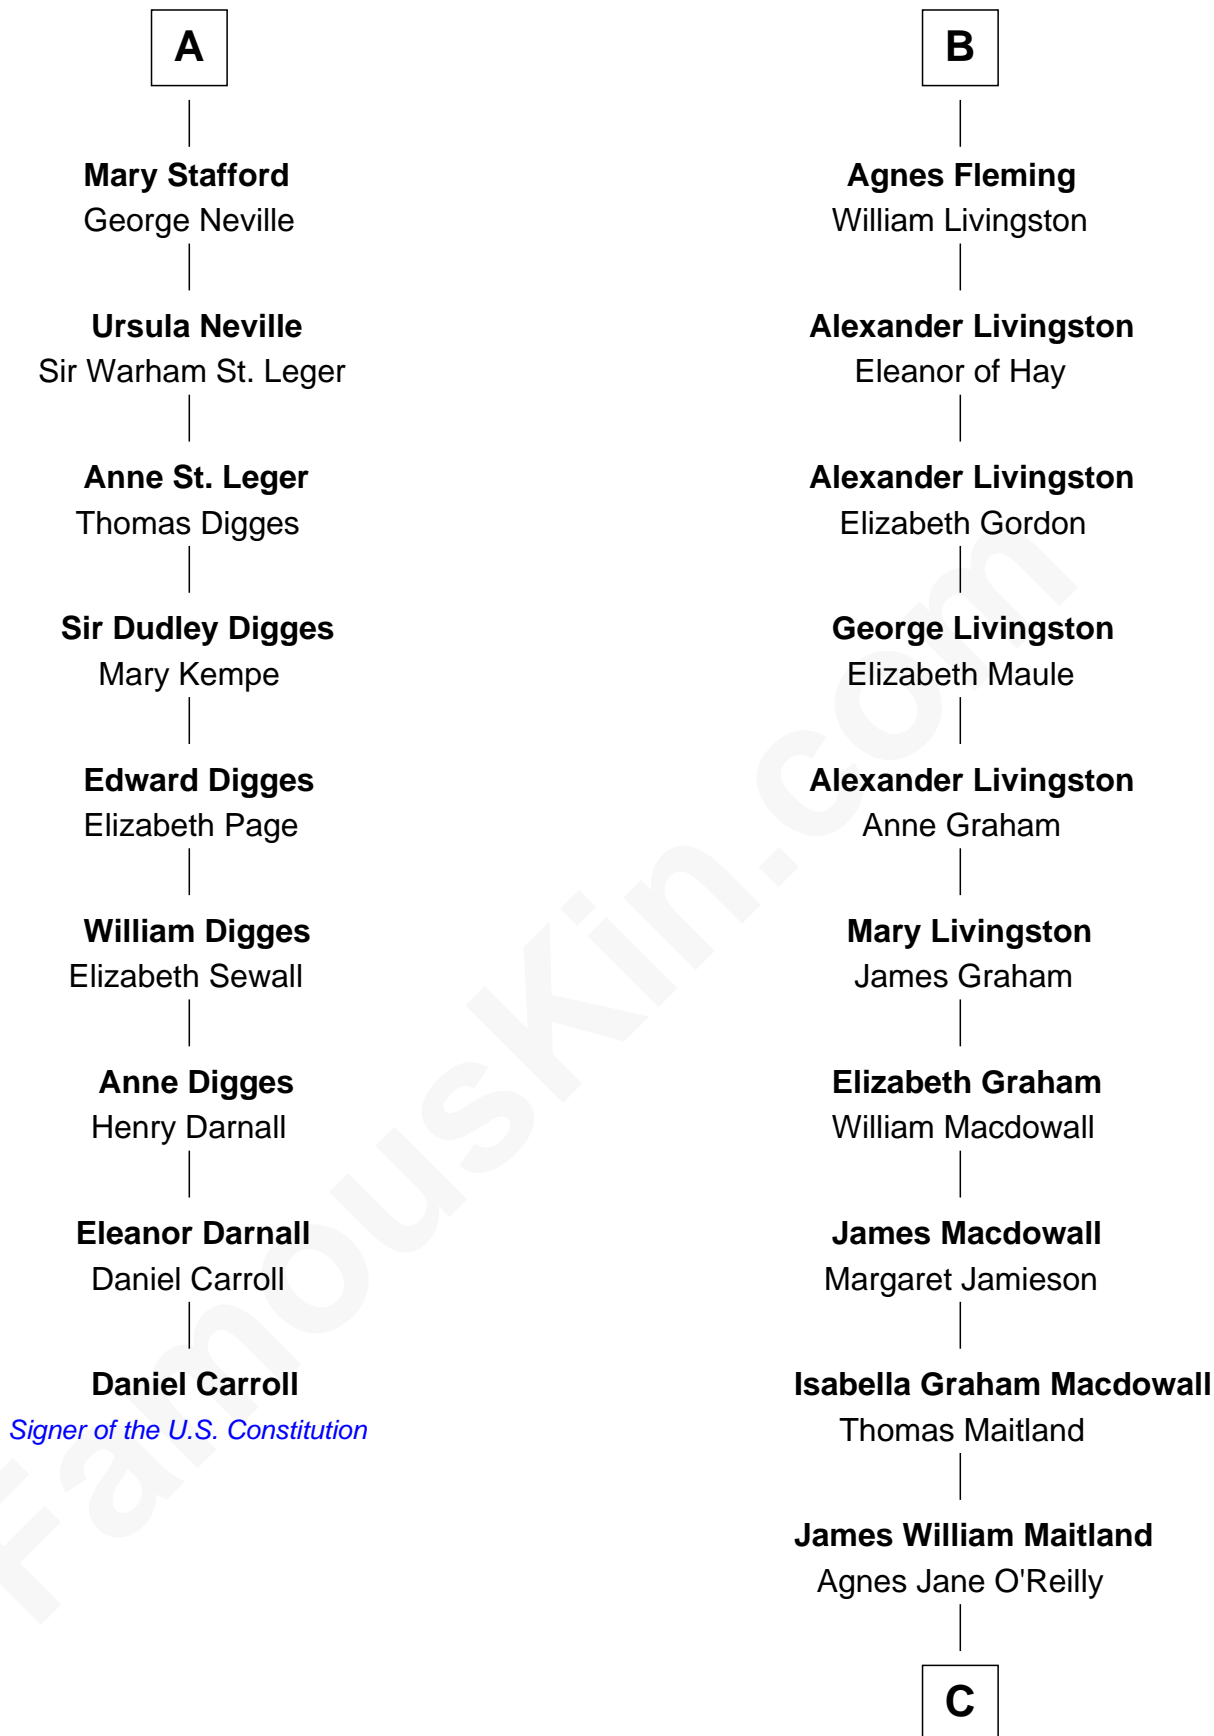 A
Mary Stafford
George Neville
Ursula Neville
Sir Warham St. Leger
Anne St. Leger
Thomas Digges
Sir Dudley Digges
Mary Kempe
Edward Digges
Elizabeth Page
William Digges
Elizabeth Sewall
Anne Digges
Henry Darnall
Eleanor Darnall
Daniel Carroll
Daniel Carroll
Signer of the U.S. Constitution
B
Agnes Fleming
William Livingston
Alexander Livingston
Eleanor of Hay
Alexander Livingston
Elizabeth Gordon
George Livingston
Elizabeth Maule
Alexander Livingston
Anne Graham
Mary Livingston
James Graham
Elizabeth Graham
William Macdowall
James Macdowall
Margaret Jamieson
Isabella Graham Macdowall
Thomas Maitland
James William Maitland
Agnes Jane O'Reilly
C
FamousKin.com